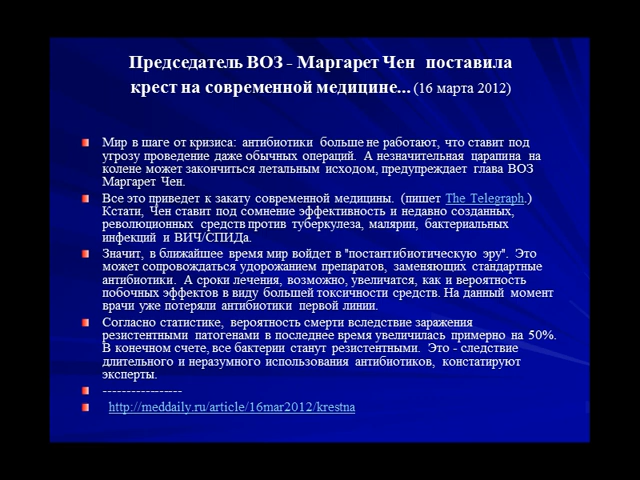 Председатель ВОЗ - Маргарет Чен поставила
крест на современной медицине... (16 марта 2012)
Мир в шаге от кризиса: антибиотики больше не работают, что ставит под
угрозу проведение даже обычных операций. А незначительная царапина на
колене может закончиться летальным исходом, предупреждает глава ВОЗ
Маргарет Чен.
Все это приведет к закату современной медицины. (пишет The Telegraph.)
Кстати, Чен ставит под сомнение эффективность и недавно созданных,
революционных средств против туберкулеза, малярии, бактериальных
инфекций и ВИЧ/СПИДа.
Значит, в ближайшее время мир войдет в "постантибиотическую эру". Это
может сопровождаться удорожанием препаратов, заменяющих стандартные
антибиотики. А сроки лечения, возможно, увеличатся, как и вероятность
побочных эффектов в виду большей токсичности средств. На данный момент
врачи уже потеряли антибиотики первой линии.
Согласно статистике, вероятность смерти вследствие заражения
резистентными патогенами в последнее время увеличилась примерно на 50%.
В конечном счете, все бактерии станут резистентными. Это - следствие
длительного и неразумного использования антибиотиков, констатируют
эксперты.
-----------------
http://meddaily.ru/article/16mar2012/krestna